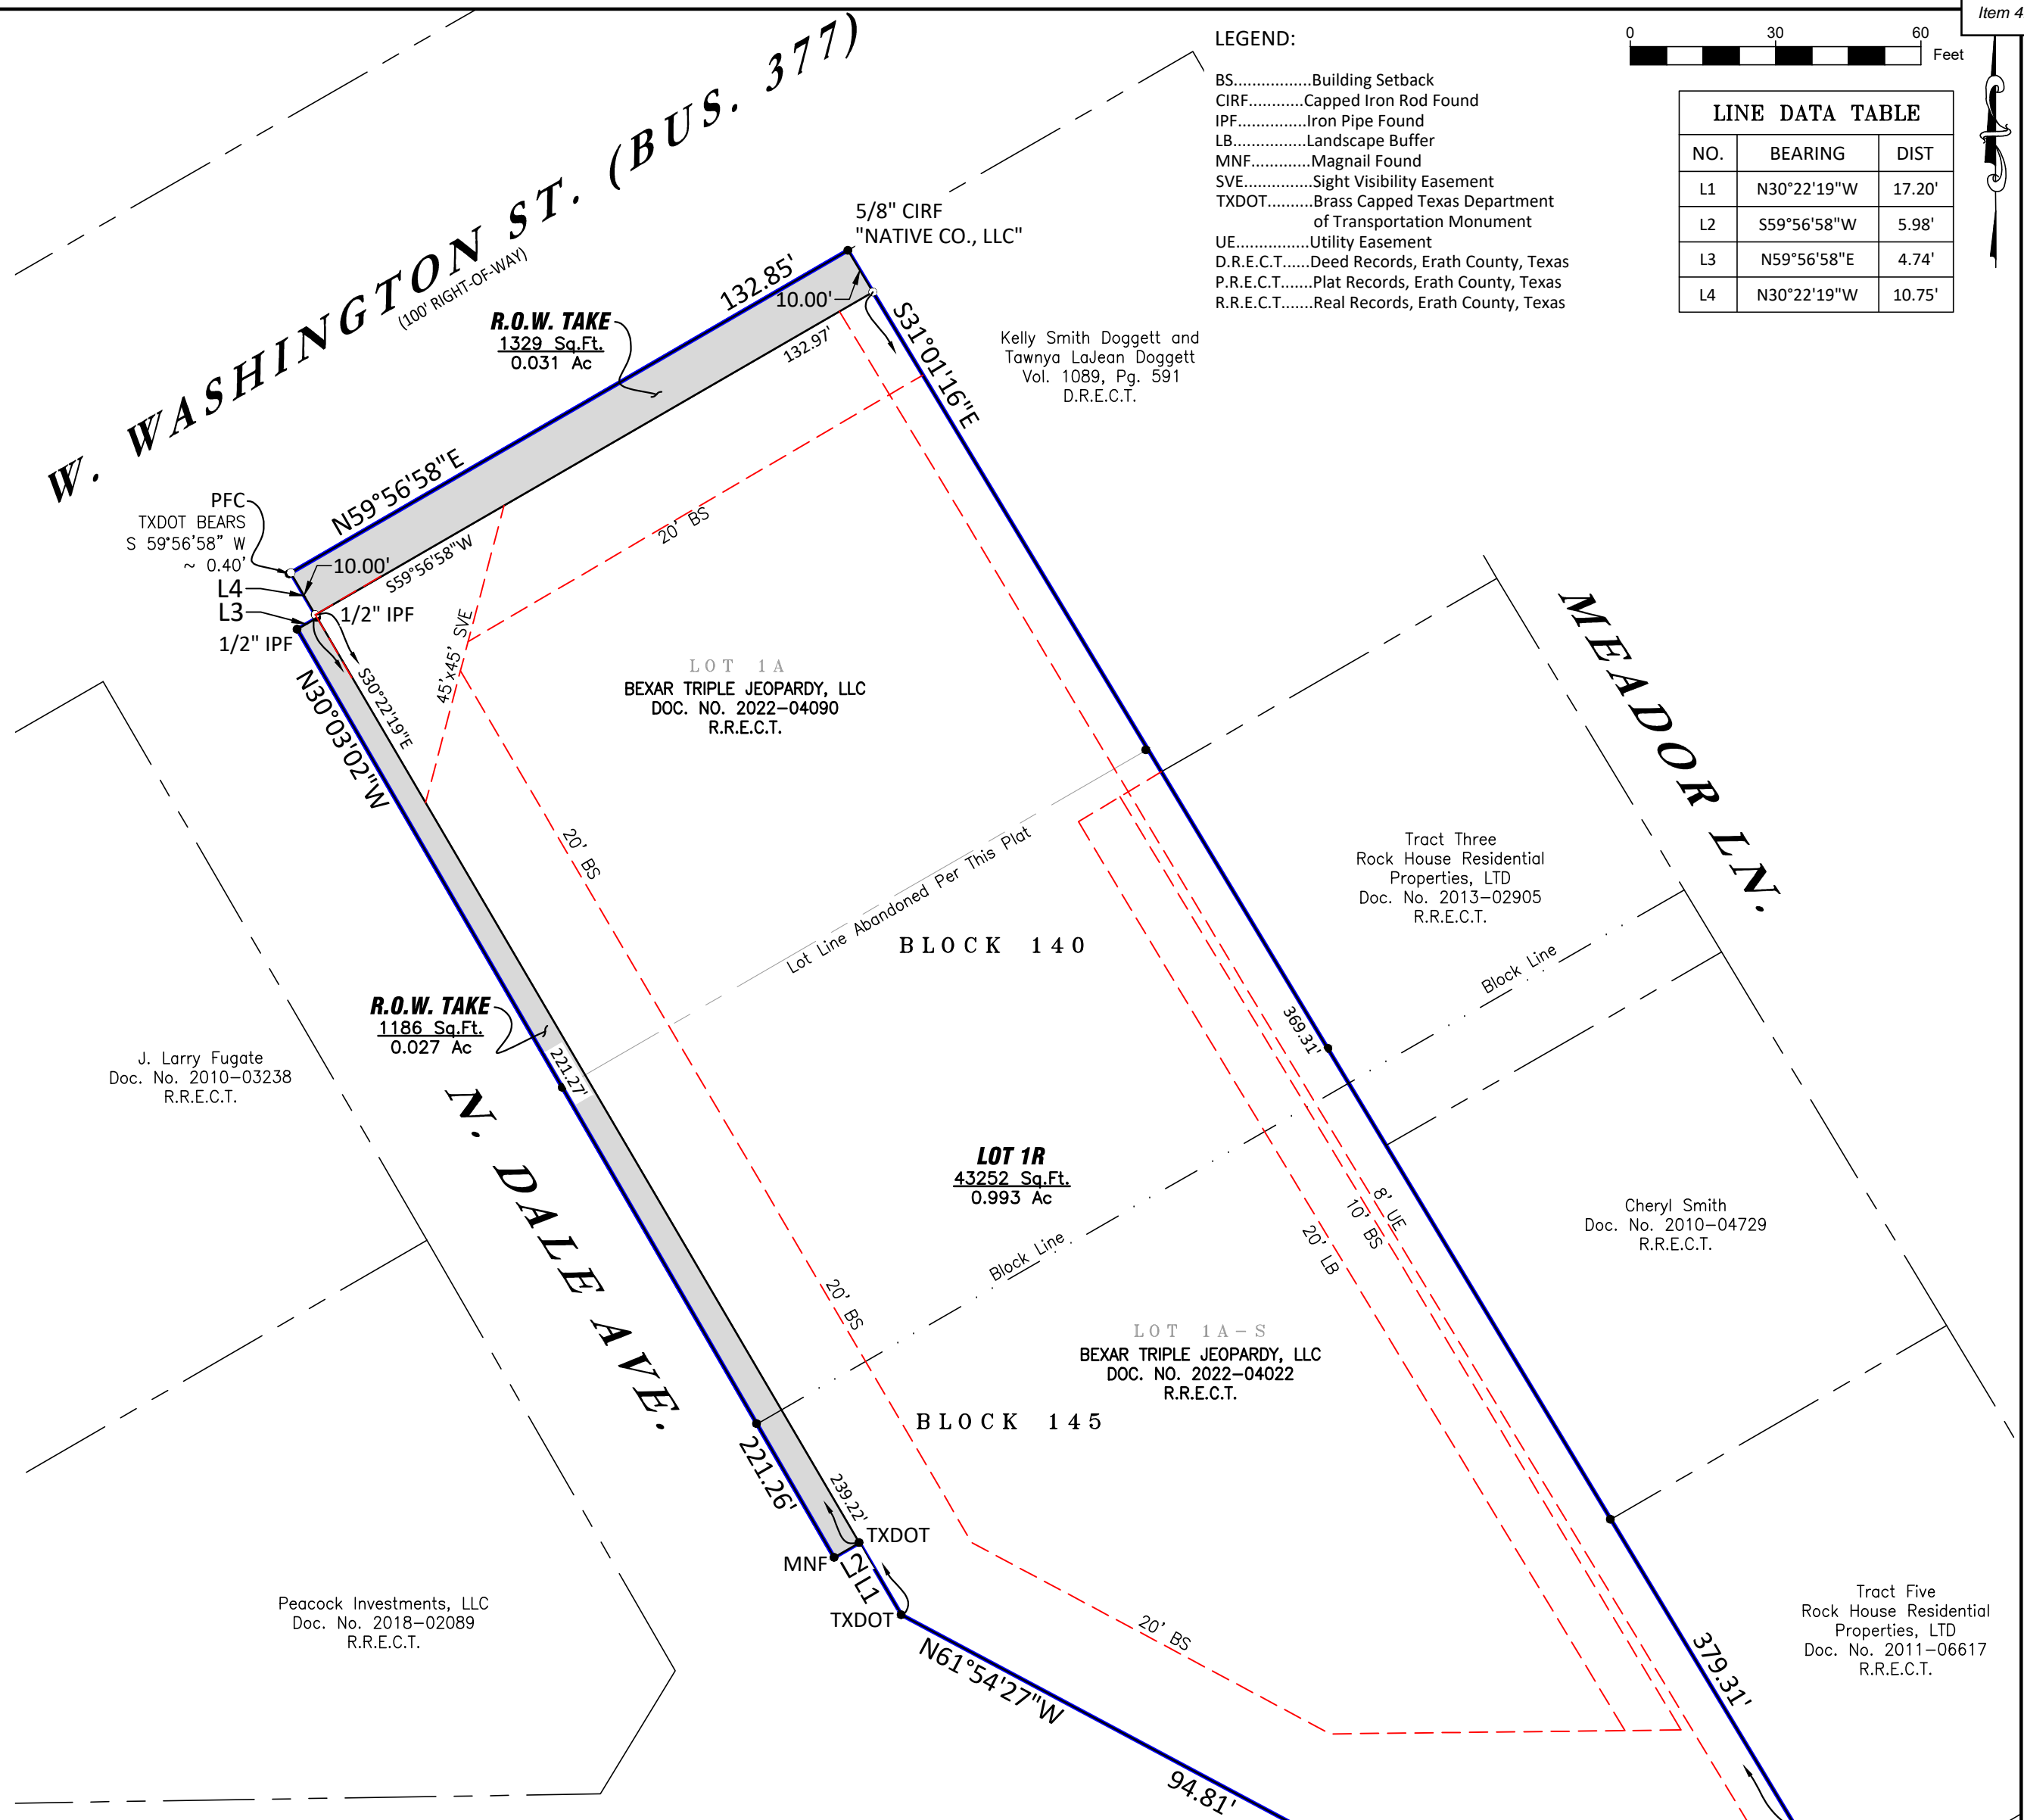 Item 4
LEGEND:
BS................Building Setback
CIRF...........Capped Iron Rod Found
IPF..............Iron Pipe Found
LB...............Landscape Buffer
MNF............Magnail Found
SVE..............Sight Visibility Easement
TXDOT.........Brass Capped Texas Department
of Transportation Monument
UE...............Utility Easement
D.R.E.C.T......Deed Records, Erath County, Texas
P.R.E.C.T.......Plat Records, Erath County, Texas
R.R.E.C.T.......Real Records, Erath County, Texas
0 30 60
Feet
LINE DATA TABLE
NO. BEARING DIST
L1 N30°22'19"W 17.20'
L2 S59°56'58"W 5.98'
L3 N59°56'58"E 4.74'
L4 N30°22'19"W 10.75'
W. WASHINGTON ST. (BUS. 377)
(100' RIGHT-OF-WAY)
5/8" CIRF
"NATIVE CO., LLC"
132.85'
10.00'
132.97'
R.O.W. TAKE
1329 Sq.Ft.
0.031 Ac
S31°01'16"E
Kelly Smith Doggett and
Tawnya LaJean Doggett
Vol. 1089, Pg. 591
D.R.E.C.T.
N59°56'58"E
S59°56'58"W
20' BS
PFC
TXDOT BEARS
S 59°56'58" W
~ 0.40'
10.00'
L4
L3
1/2" IPF
1/2" IPF
45'x45' SVE
S30°22'19"E
N30°03'02"W
LOT 1A
BEXAR TRIPLE JEOPARDY, LLC
DOC. NO. 2022-04090
R.R.E.C.T.
MEADOR LN.
20' BS
Lot Line Abandoned Per This Plat
Tract Three
Rock House Residential
Properties, LTD
Doc. No. 2013-02905
R.R.E.C.T.
BLOCK 140
Block Line
R.O.W. TAKE
1186 Sq.Ft.
0.027 Ac
221.27'
369.31'
J. Larry Fugate
Doc. No. 2010-03238
R.R.E.C.T.
N. DALE AVE.
LOT 1R
43252 Sq.Ft.
0.993 Ac
8' UE
10' BS
20' LB
Cheryl Smith
Doc. No. 2010-04729
R.R.E.C.T.
Block Line
20' BS
LOT 1A-S
BEXAR TRIPLE JEOPARDY, LLC
DOC. NO. 2022-04022
R.R.E.C.T.
BLOCK 145
221.26'
239.22'
TXDOT
MNF
L2
L1
TXDOT
Peacock Investments, LLC
Doc. No. 2018-02089
R.R.E.C.T.
20' BS
Tract Five
Rock House Residential
Properties, LTD
Doc. No. 2011-06617
R.R.E.C.T.
N61°54'27"W
379.31'
94.81'